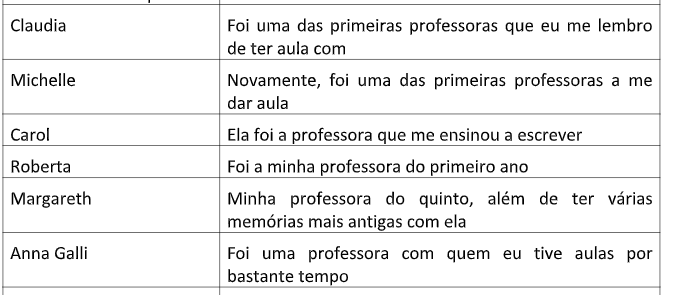 Claudia
Foi uma das primeiras professoras que eu me lembro
de ter aula com
Michelle
Novamente, foi uma das primeiras professoras a me
dar aula
Carol
Ela foi a professora que me ensinou a escrever
Roberta
Foi a minha professora do primeiro ano
Margareth
Minha professora do quinto, além de ter várias
memórias mais antigas com ela
Anna Galli
Foi uma professora com quem eu tive aulas por
bastante tempo